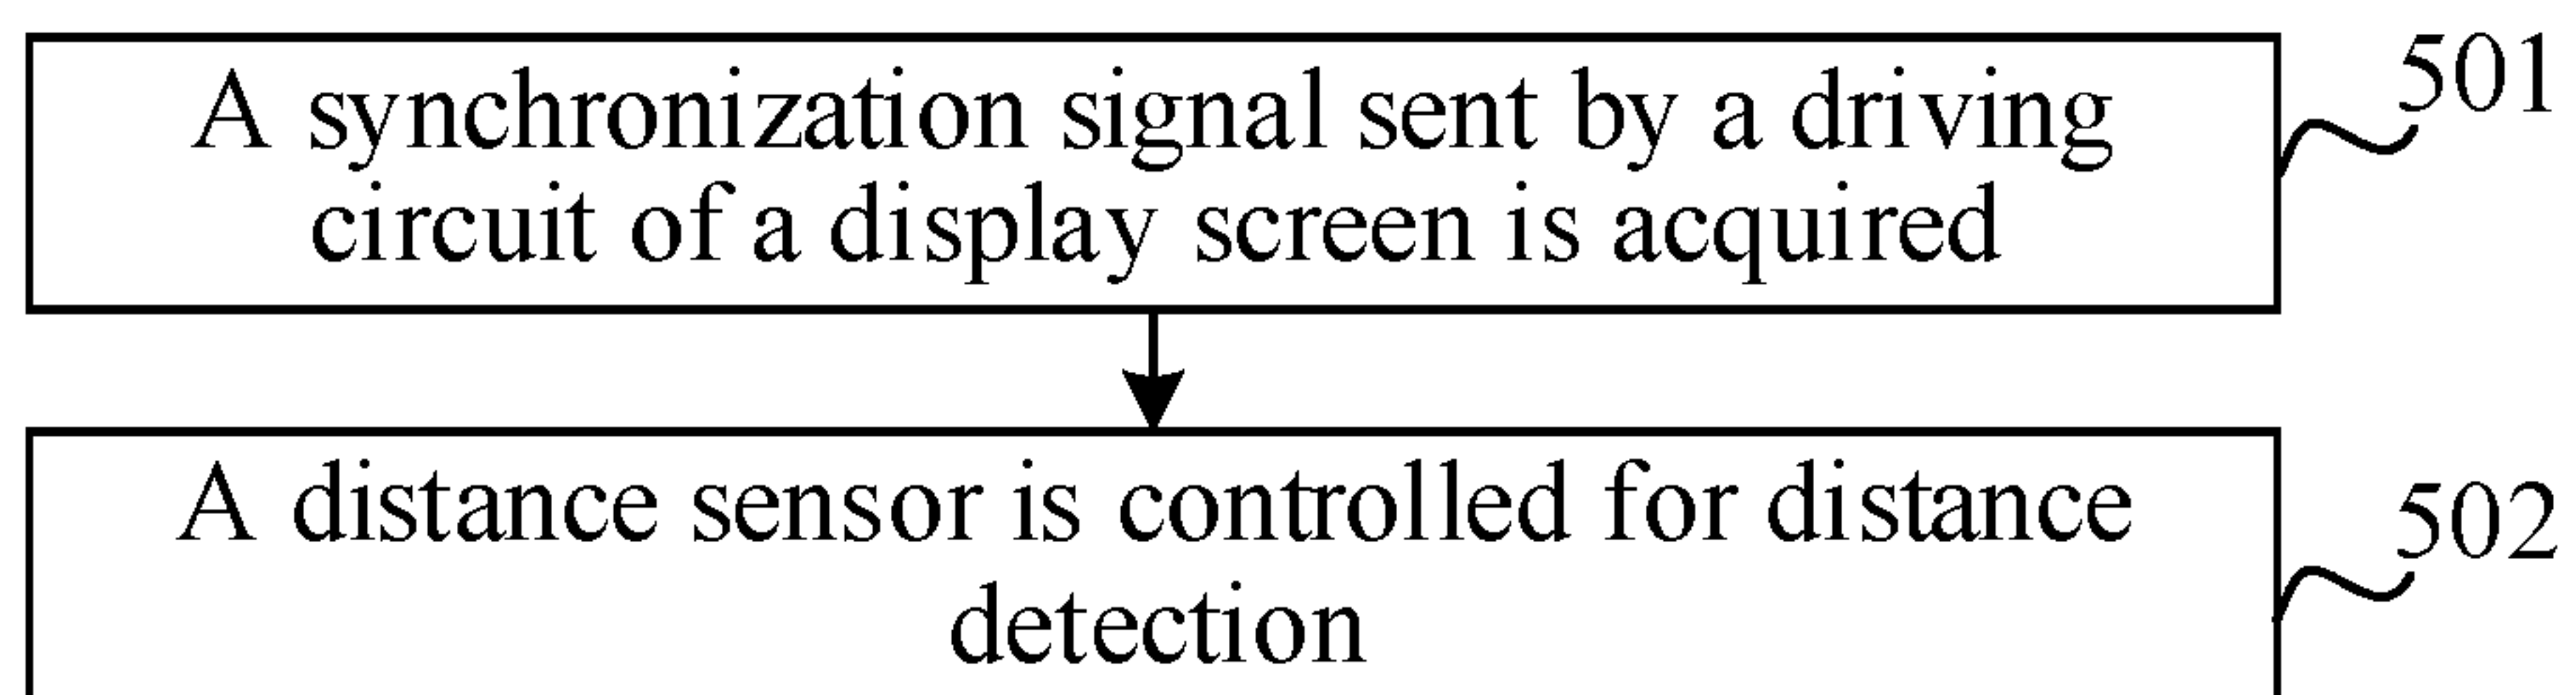 A synchronization signal sent by a driving
circuit of a display screen is acquired
501
A distance sensor is controlled for distance
detection
502